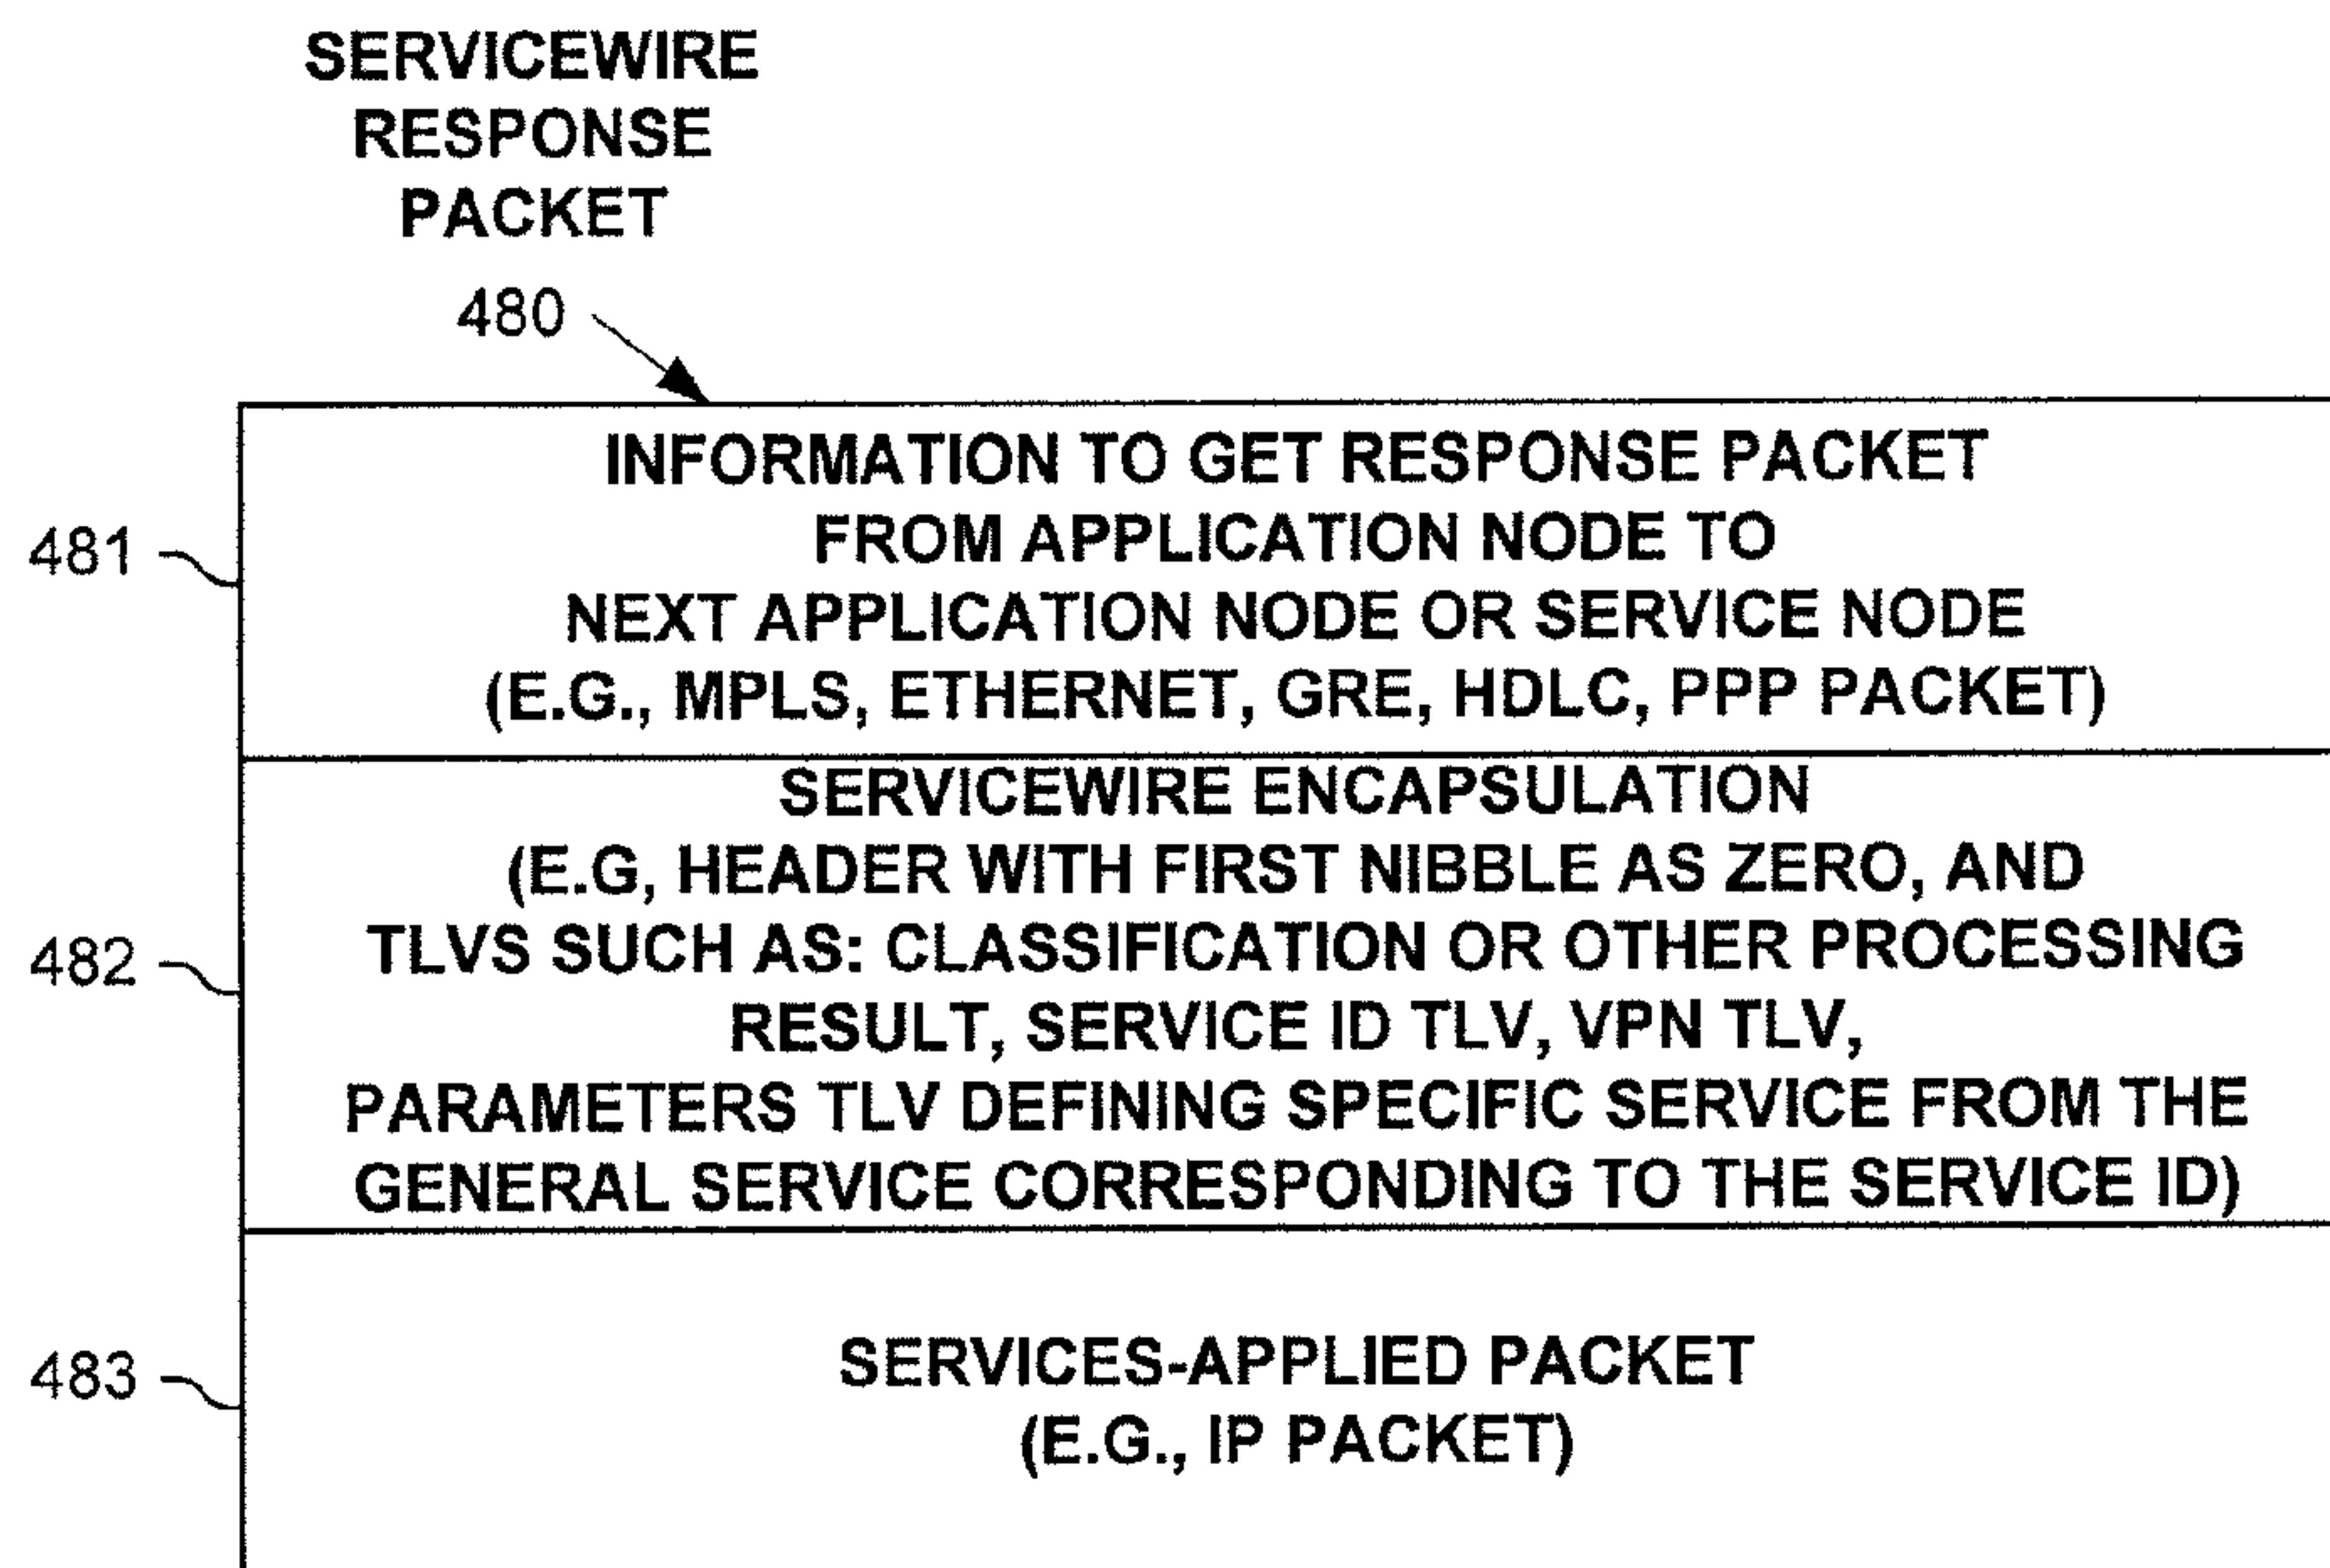 SERVICEWIRE
RESPONSE
PACKET
480
INFORMATION TO GET RESPONSE PACKET
FROM APPLICATION NODE TO
481
NEXT APPLICATION NODE OR SERVICE NODE
(E.G., MPLS, ETHERNET, GRE, HDLC, PPP PACKET)
SERVICEWIRE ENCAPSULATION
(E.G, HEADER WITH FIRST NIBBLE AS ZERO, AND
TLVS SUCH AS: CLASSIFICATION OR OTHER PROCESSING
482
RESULT, SERVICE ID TLV, VPN TLV,
PARAMETERS TLV DEFINING SPECIFIC SERVICE FROM THE
GENERAL SERVICE CORRESPONDING TO THE SERVICE ID)
SERVICES-APPLIED PACKET
483
(E.G., IP PACKET)